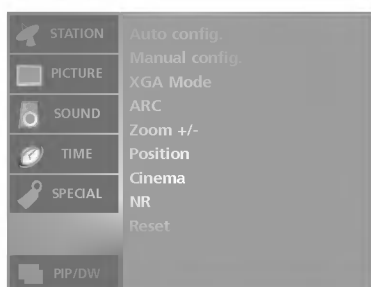 STATION
PICTURE
SOUND
TIME
SPECIAL
PIP/DW
Auto config.
Manual config.
XGA Mode
ARC
Zoom +/-
Position
Cinema
NR
Reset